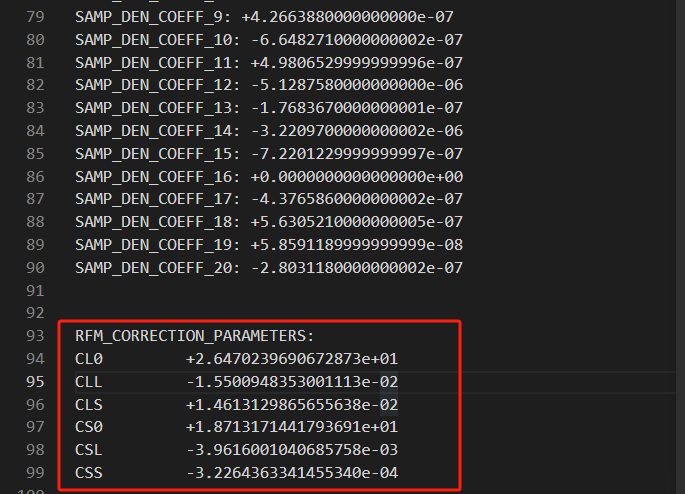 79 SAMP_DEN_COEFF_9: +4.2663880000000000e-07
80 SAMP_DEN_COEFF_10: -6.6482710000000002e-07
81 SAMP_DEN_COEFF_11: +4.9806529999999996e-07
82 SAMP_DEN_COEFF_12: -5.1287580000000000e-06
83 SAMP_DEN_COEFF_13: -1.7683670000000001e-07
84 SAMP_DEN_COEFF_14: -3.2209700000000002e-06
85 SAMP_DEN_COEFF_15: -7.2201229999999997e-07
86 SAMP_DEN_COEFF_16: +0.0000000000000000e+00
87 SAMP_DEN_COEFF_17: -4.3765860000000002e-07
88 SAMP_DEN_COEFF_18: +5.6305210000000005e-07
89 SAMP_DEN_COEFF_19: +5.8591189999999999e-08
90 SAMP_DEN_COEFF_20: -2.8031180000000002e-07
91
92
93 RFM_CORRECTION_PARAMETERS:
94 CL0 +2.6470239690672873e+01
95 CLL -1.5500948353001113e-02
96 CLS +1.4613129865655638e-02
97 CS0 +1.8713171441793691e+01
98 CSL -3.9616001040685758e-03
99 CSS -3.2264363341455340e-04